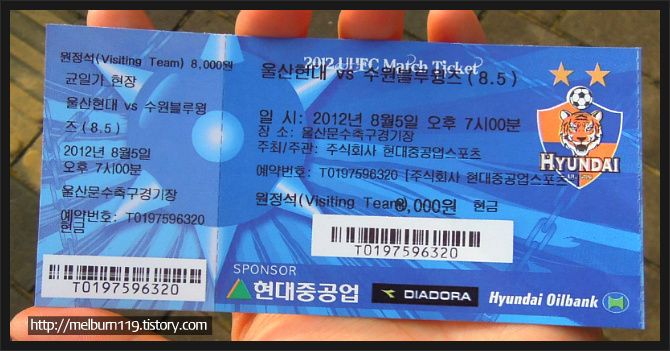 원정석(Visiting Team) 8,000원
균일가 현장
울산현대 vs 수원블루윙
즈(8.5)
2012년 8월5일
오후 7시00분
울산문수축구경기장
예약번호: T0197596320
현금
T0197596320
2012 UHFC Match Ticket
울산현대 vs 수원블루윙즈(8.5)
일 시: 2012년 8월5일 오후 7시00분
장 소: 울산문수축구경기장
주최/주관: 주식회사 현대중공업스포츠
예약번호: T0197596320 [주식회사 현대중공업스포츠
원정석(Visiting Team) 8,000원 현금
T0197596320
HYUNDAI
SPONSOR
현대중공업
DIADORA
Hyundai Oilbank
http://melburn119.tistory.com